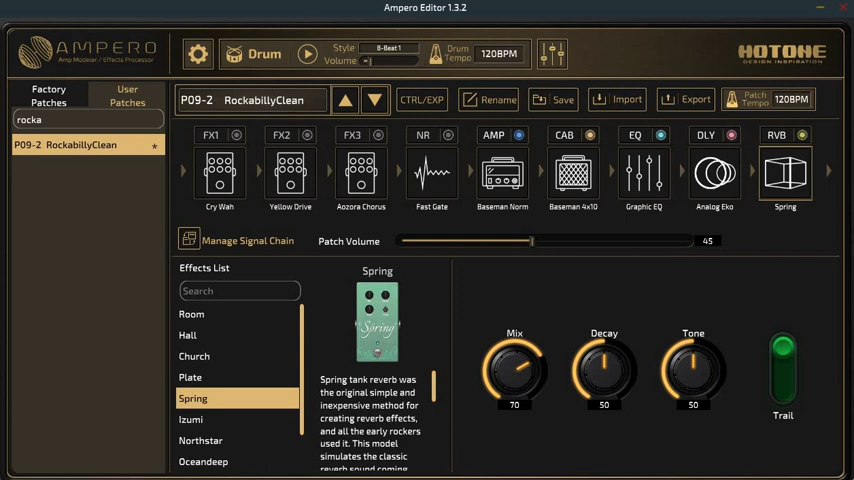 Ampero Editor 1.3.2
AMPERO
Amp Modeler / Effects Processor
Drum
Style
B-Beat 1
Volume
Drum
Tempo
120BPM
HOTONE
DESIGN INSPIRATION
Factory
Patches
User
Patches
rocka
P09-2 RockabillyClean *
P09-2 RockabillyClean
CTRL/EXP
Rename
Save
Import
Export
Patch
Tempo
120BPM
FX1
FX2
FX3
NR
AMP
CAB
EQ
DLY
RVB
Cry Wah
Yellow Drive
Aozora Chorus
Fast Gate
Baseman Norm
Baseman 4x10
Graphic EQ
Analog Eko
Spring
Manage Signal Chain
Patch Volume
45
Effects List
Search
Room
Hall
Church
Plate
Spring
Izumi
Northstar
Oceandeep
Spring
Spring
Spring tank reverb was
the original simple and
inexpensive method for
creating reverb effects,
and all the early rockers
used it. This model
simulates the classic
reverb sound coming
Mix
70
Decay
50
Tone
50
Trail